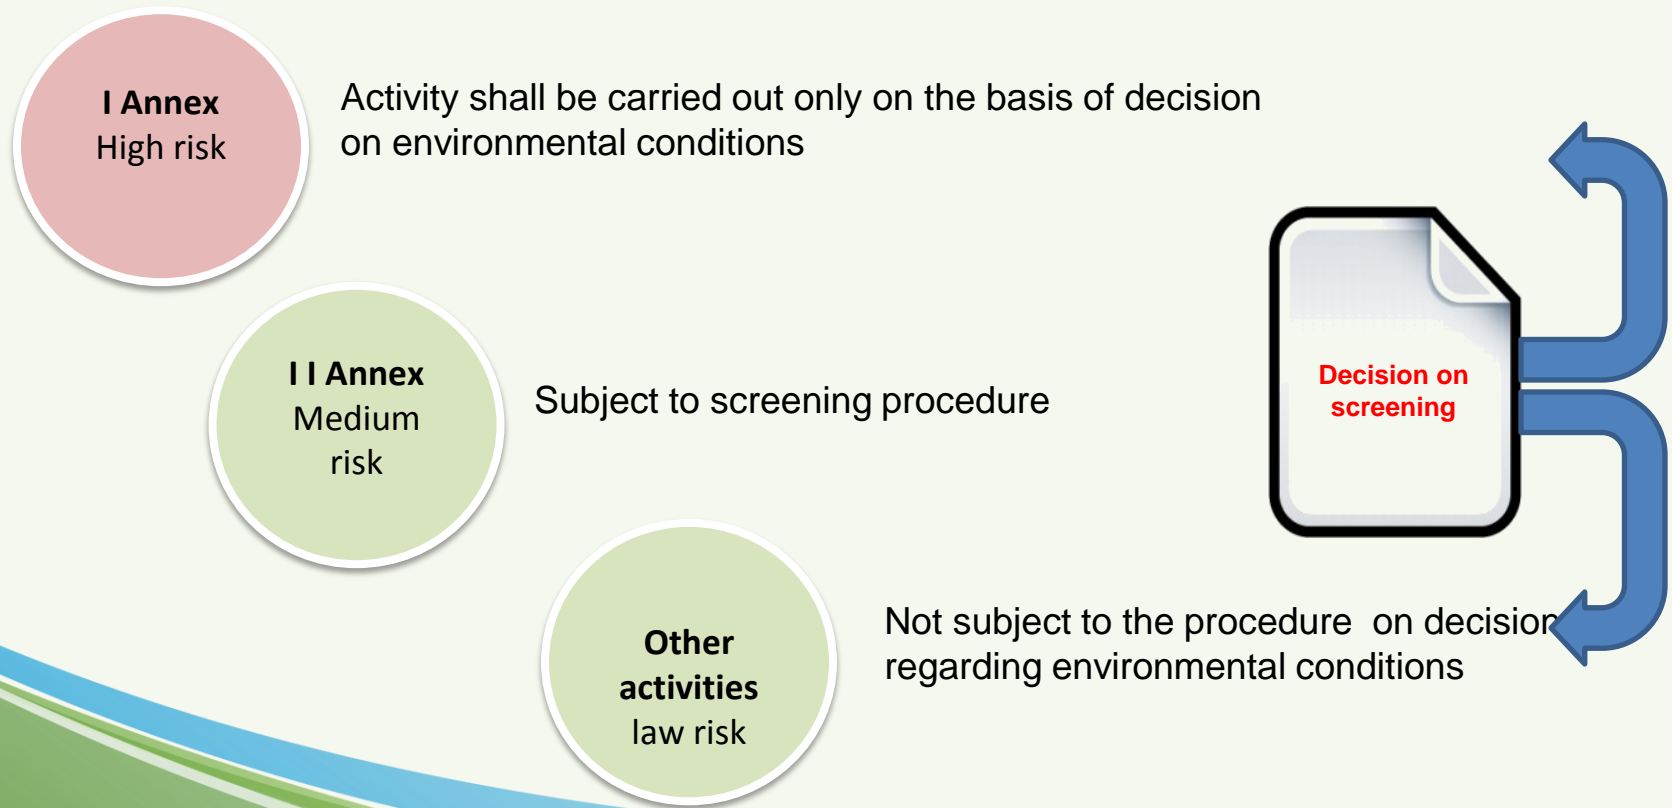 I Annex
High risk
Activity shall be carried out only on the basis of decision
on environmental conditions
I I Annex
Medium
risk
Subject to screening procedure
Decision on
screening
Other
activities
law risk
Not subject to the procedure  on decision
regarding environmental conditions